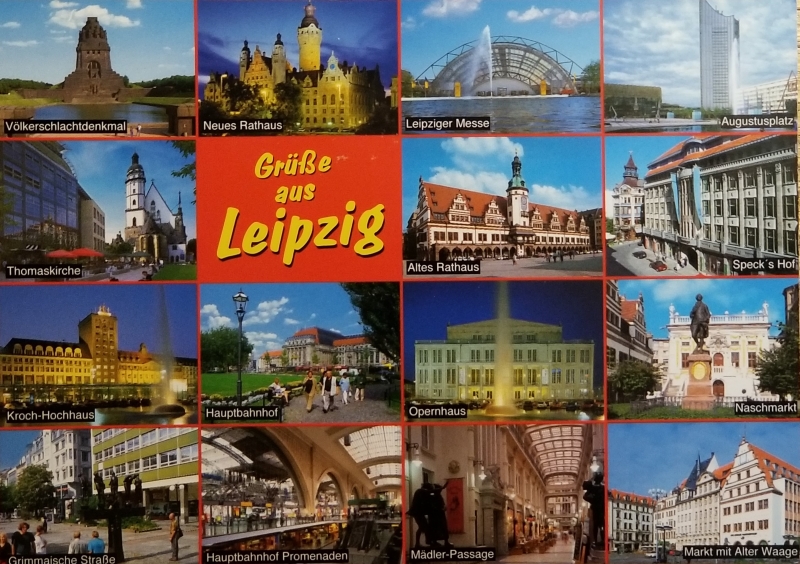 Völkerschlachtdenkmal
Neues Rathaus
Leipziger Messe
Augustusplatz
Thomaskirche
Grüße
aus
Leipzig
Altes Rathaus
Speck´s Hof
Kroch-Hochhaus
Hauptbahnhof
Opernhaus
Naschmarkt
Grimmaische Straße
Hauptbahnhof Promenaden
Mädler-Passage
Markt mit Alter Waage